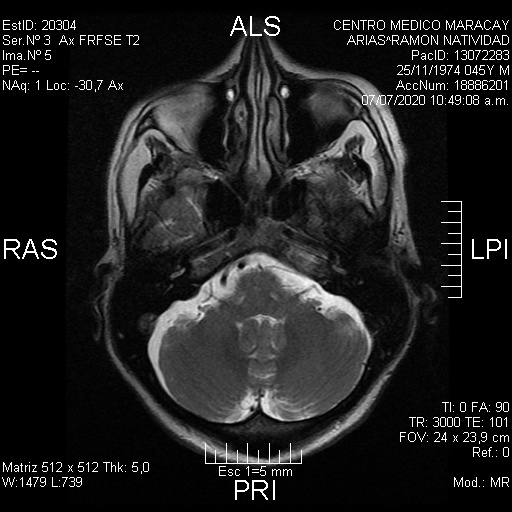 EstID: 20304
Ser.Nº 3 Ax FRFSE T2
Ima.Nº 5
PE= --
NAq: 1 Loc: -30,7 Ax
ALS
CENTRO MEDICO MARACAY
ARIAS^RAMON NATIVIDAD
PacID: 13072283
25/11/1974 045Y M
AccNum: 18886201
07/07/2020 10:49:08 a.m.
RAS
LPI
Matriz 512 x 512 Thk: 5,0
W:1479 L:739
Esc 1=5 mm
PRI
TI: 0 FA: 90
TR: 3000 TE: 101
FOV: 24 x 23,9 cm
Ref.: 0
Mod.: MR